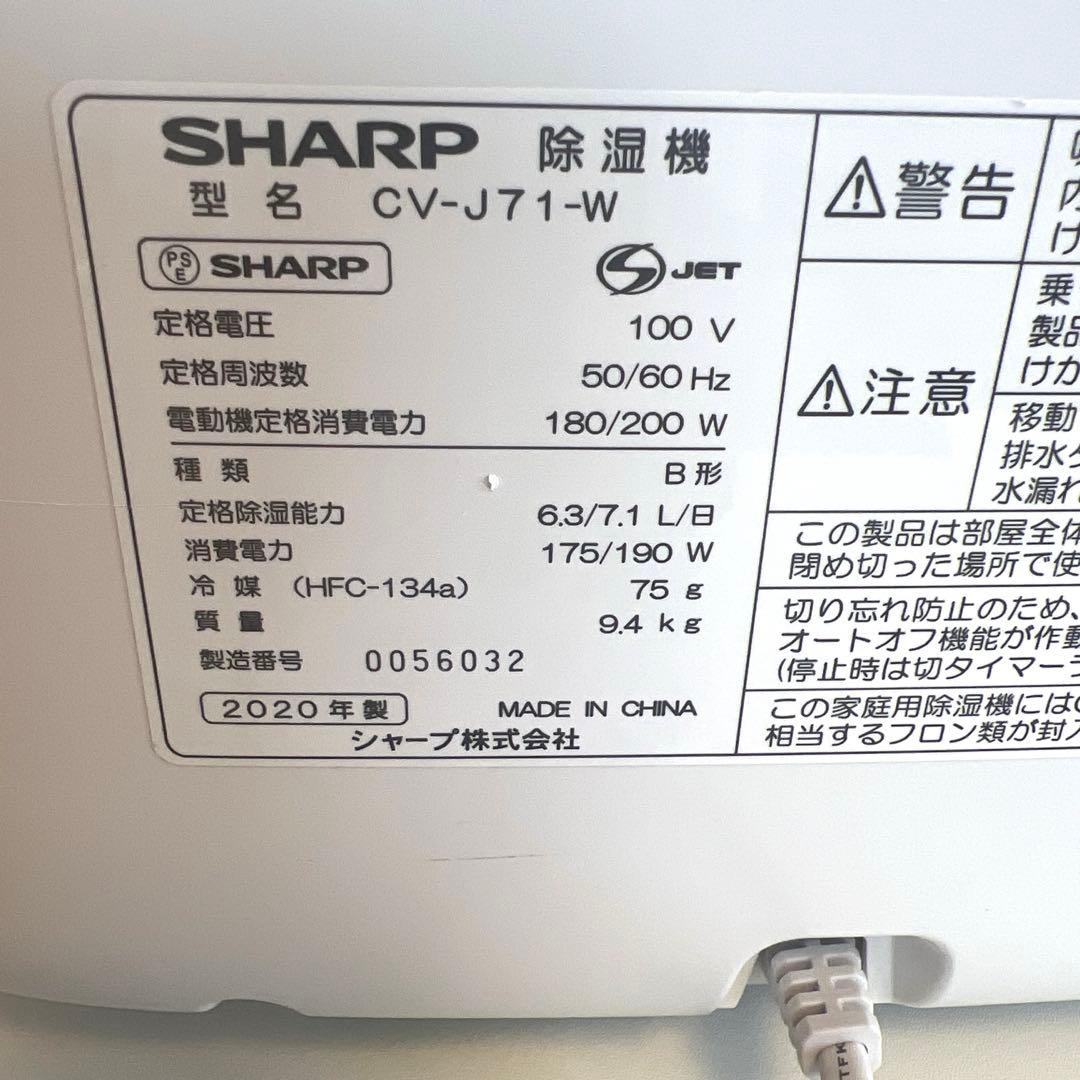 SHARP 除湿機
型名 CV-J71-W
PSE SHARP
S JET
定格電圧 100 V
定格周波数 50/60 Hz
電動機定格消費電力 180/200 W
種類 B形
定格除湿能力 6.3/7.1 L/日
消費電力 175/190 W
冷媒 (HFC-134a) 75 g
質量 9.4 kg
製造番号 0056032
2020年製 MADE IN CHINA
シャープ株式会社
⚠警告
内
け
⚠注意
乗
製品
けが
移動
排水タ
水漏れ
この製品は部屋全体
閉め切った場所で使
切り忘れ防止のため、
オートオフ機能が作動
(停止時は切タイマーラ
この家庭用除湿機には
相当するフロン類が封入
TFK